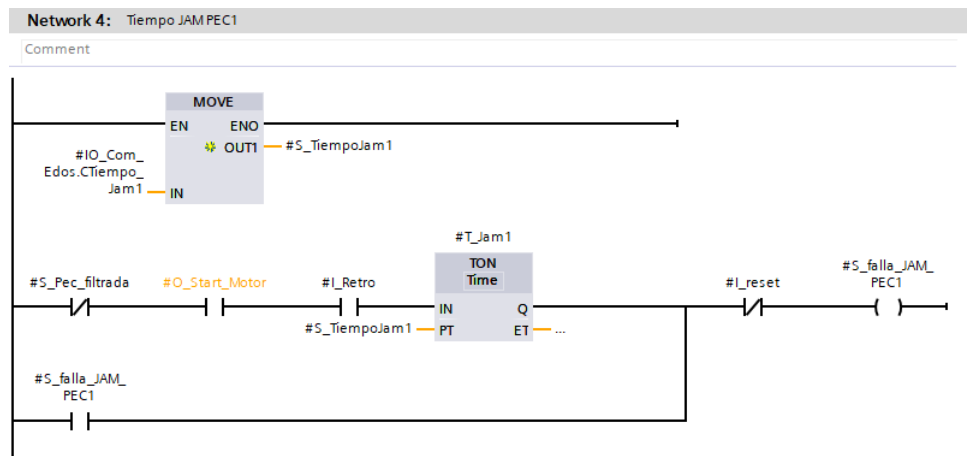 Network 4: Tiempo JAM PEC1
Comment
MOVE
EN ENO
OUT1
#S_TiempoJam1
#IO_Com_
Edos.CTiempo_
Jam1
IN
#T_Jam1
TON
Time
#S_Pec_filtrada
#O_Start_Motor
#I_Retro
IN Q
#S_TiempoJam1
PT ET
...
#I_reset
#S_falla_JAM_
PEC1
#S_falla_JAM_
PEC1